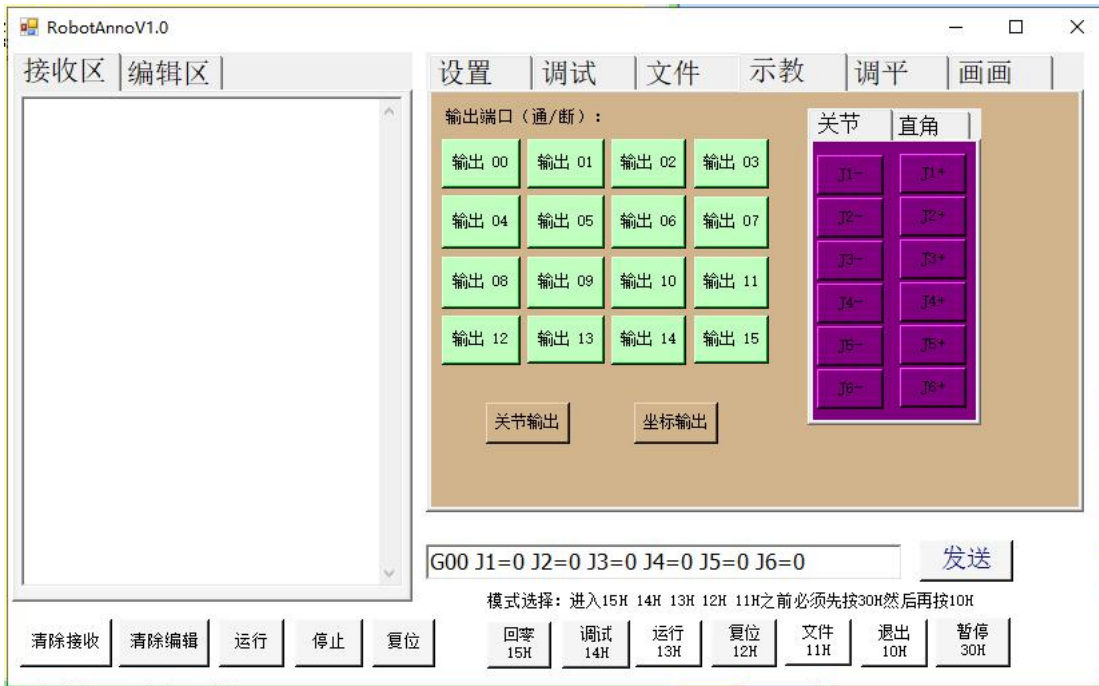 RobotAnnoV1.0
接收区 编辑区
设置 调试 文件 示教 调平 画画
输出端口（通/断）：
关节 直角
输出 00 输出 01 输出 02 输出 03
输出 04 输出 05 输出 06 输出 07
输出 08 输出 09 输出 10 输出 11
输出 12 输出 13 输出 14 输出 15
J1- J1+
J2- J2+
J3- J3+
J4- J4+
J5- J5+
J6- J6+
关节输出 坐标输出
G00 J1=0 J2=0 J3=0 J4=0 J5=0 J6=0 发送
模式选择：进入15H 14H 13H 12H 11H之前必须先按30H然后再按10H
清除接收 清除编辑 运行 停止 复位
回零 调试 运行 复位 文件 退出 暂停
15H 14H 13H 12H 11H 10H 30H